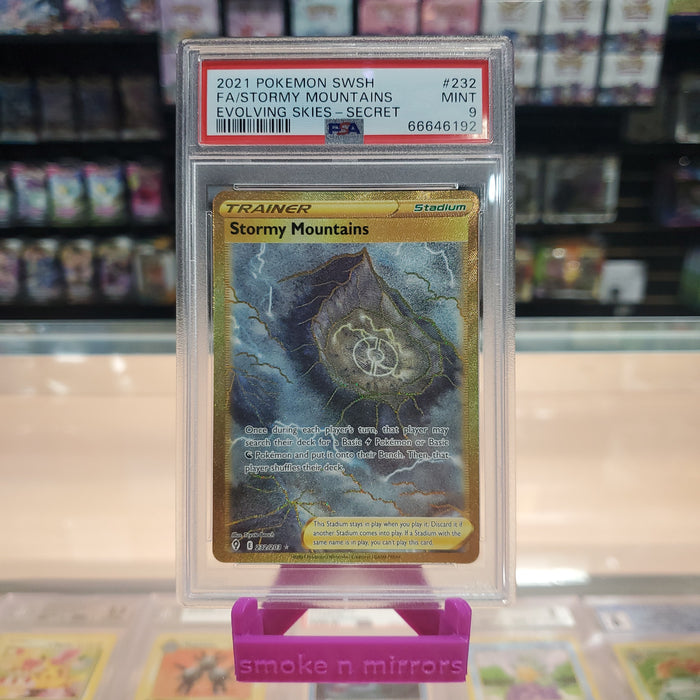 2021 POKEMON SWSH #232
FA/STORMY MOUNTAINS MINT
EVOLVING SKIES – SECRET 9
PSA 66646192
TRAINER Stadium
Stormy Mountains
Once during each player's turn, that player may
search their deck for a Basic Pokémon or Basic
Pokémon and put it onto their Bench. Then, that
player shuffles their deck.
This Stadium stays in play when you play it. Discard it if
another Stadium comes into play. If a Stadium with the
same name is in play, you can't play this card.
E 232/203
smoke n mirrors